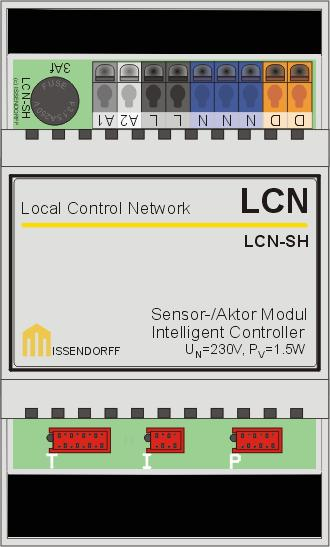 3Af
LCN-SH
© ISSENDORFF
FUSE
A1 A2 L L N N N D D
Local Control Network LCN
LCN-SH
Sensor-/Aktor Modul
Intelligent Controller
ISSENDORFF UN=230V, PV=1.5W
T I P